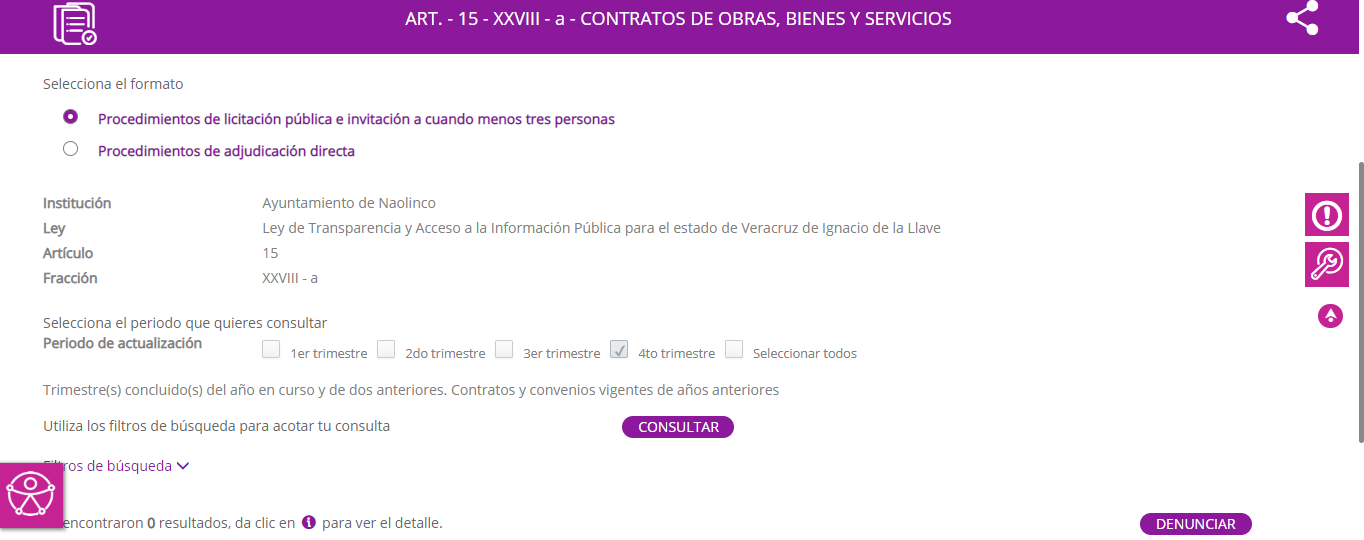 ART. - 15 - XXVIII - a - CONTRATOS DE OBRAS, BIENES Y SERVICIOS
Selecciona el formato
Procedimientos de licitación pública e invitación a cuando menos tres personas
Procedimientos de adjudicación directa
Institución Ayuntamiento de Naolinco
Ley Ley de Transparencia y Acceso a la Información Pública para el estado de Veracruz de Ignacio de la Llave
Artículo 15
Fracción XXVIII - a
Selecciona el periodo que quieres consultar
Periodo de actualización 1er trimestre 2do trimestre 3er trimestre 4to trimestre Seleccionar todos
Trimestre(s) concluido(s) del año en curso y de dos anteriores. Contratos y convenios vigentes de años anteriores
Utiliza los filtros de búsqueda para acotar tu consulta CONSULTAR
Filtros de búsqueda
encontraron 0 resultados, da clic en para ver el detalle. DENUNCIAR